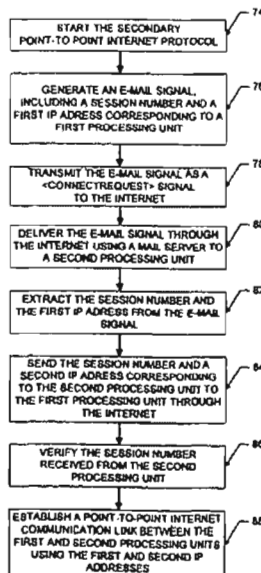 START THE SECONDARY
POINT-TO POINT INTERNET PROTOCOL
74
GENERATE AN E-MAIL SIGNAL,
INCLUDING A SESSION NUMBER AND A
FIRST IP ADRESS CORRESPONDING TO
A FIRST PROCESSING UNIT
TRANSMIT THE E-MAIL SIGNAL AS A
<CONNECTREQUEST> SIGNAL
TO THE INTERNET
DELIVER THE E-MAIL SIGNAL THROUGH
THE INTERNET USING A MAIL SERVER TO
A SECOND PROCESSING UNIT
EXTRACT THE SESSION NUMBER AND
THE FIRST IP ADRESS FROM THE E-MAIL
SIGNAL
SEND THE SESSION NUMBER AND A
SECOND IP ADRESS CORRESPONDING
TO THE SECOND PROCESSING UNIT TO
THE FIRST PROCESSING UNIT THROUGH
THE INTERNET
VERIFY THE SESSION NUMBER
RECEIVED FROM THE SECOND
PROCESSING UNIT
ESTABLISH A POINT-TO-POINT INTERNET
COMMUNICATION LINK BETWEEN THE
FIRST AND SECOND PROCESSING UNITS
USING THE FIRST AND SECOND IP
ADDRESSES